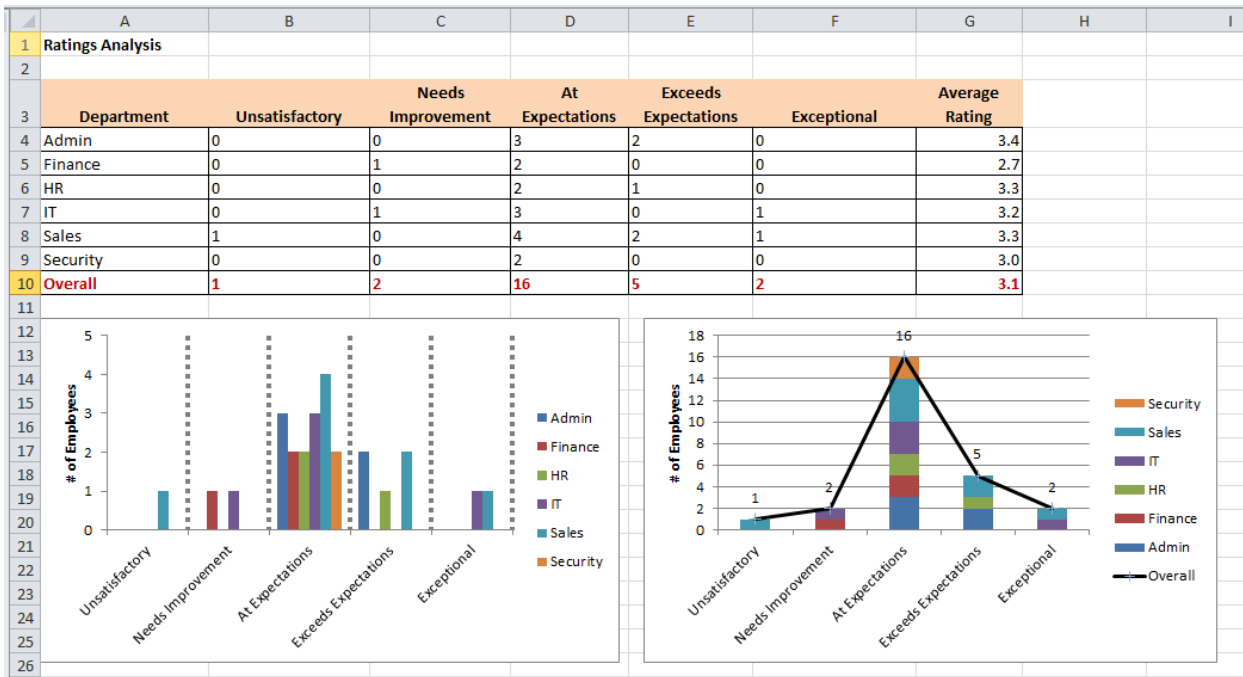 A B C D E F G H I
1 Ratings Analysis
2
Needs At Exceeds Average
3 Department Unsatisfactory Improvement Expectations Expectations Exceptional Rating
4 Admin 0 0 3 2 0 3.4
5 Finance 0 1 2 0 0 2.7
6 HR 0 0 2 1 0 3.3
7 IT 0 1 3 0 1 3.2
8 Sales 1 0 4 2 1 3.3
9 Security 0 0 2 0 0 3.0
10 Overall 1 2 16 5 2 3.1
11
12
13
14
15
16
17
18
19
20
21
22
23
24
25
26
5
4
3
2
1
0
# of Employees
Unsatisfactory
Needs Improvement
At Expectations
Exceeds Expectations
Exceptional
Admin
Finance
HR
IT
Sales
Security
18
16
14
12
10
8
6
4
2
0
# of Employees
1
2
16
5
2
Unsatisfactory
Needs Improvement
At Expectations
Exceeds Expectations
Exceptional
Security
Sales
IT
HR
Finance
Admin
Overall